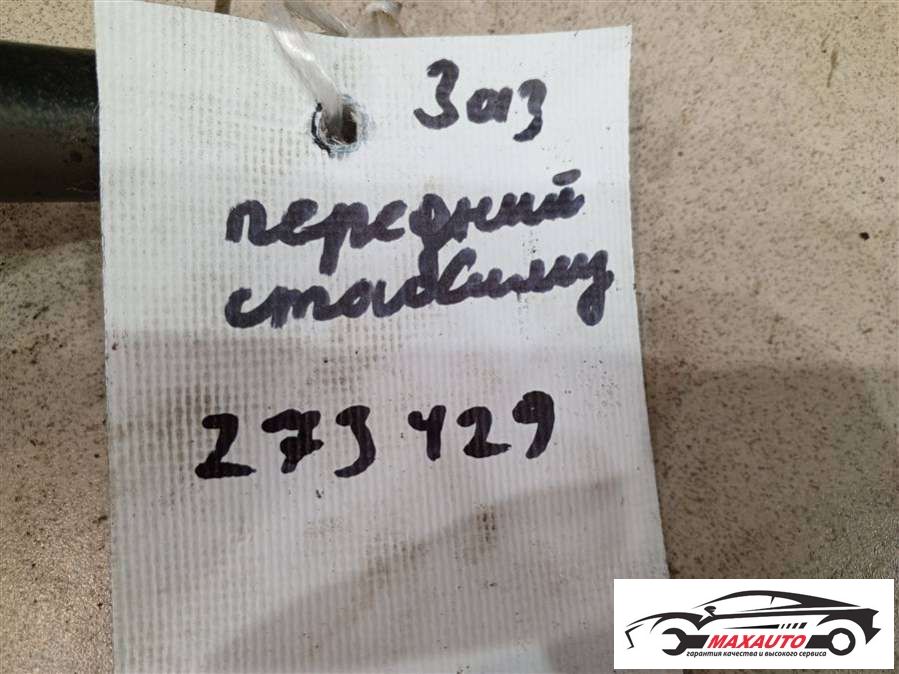 Заз
передний
стабилиз
273429
MAXAUTO
гарантия качества и высокого сервиса